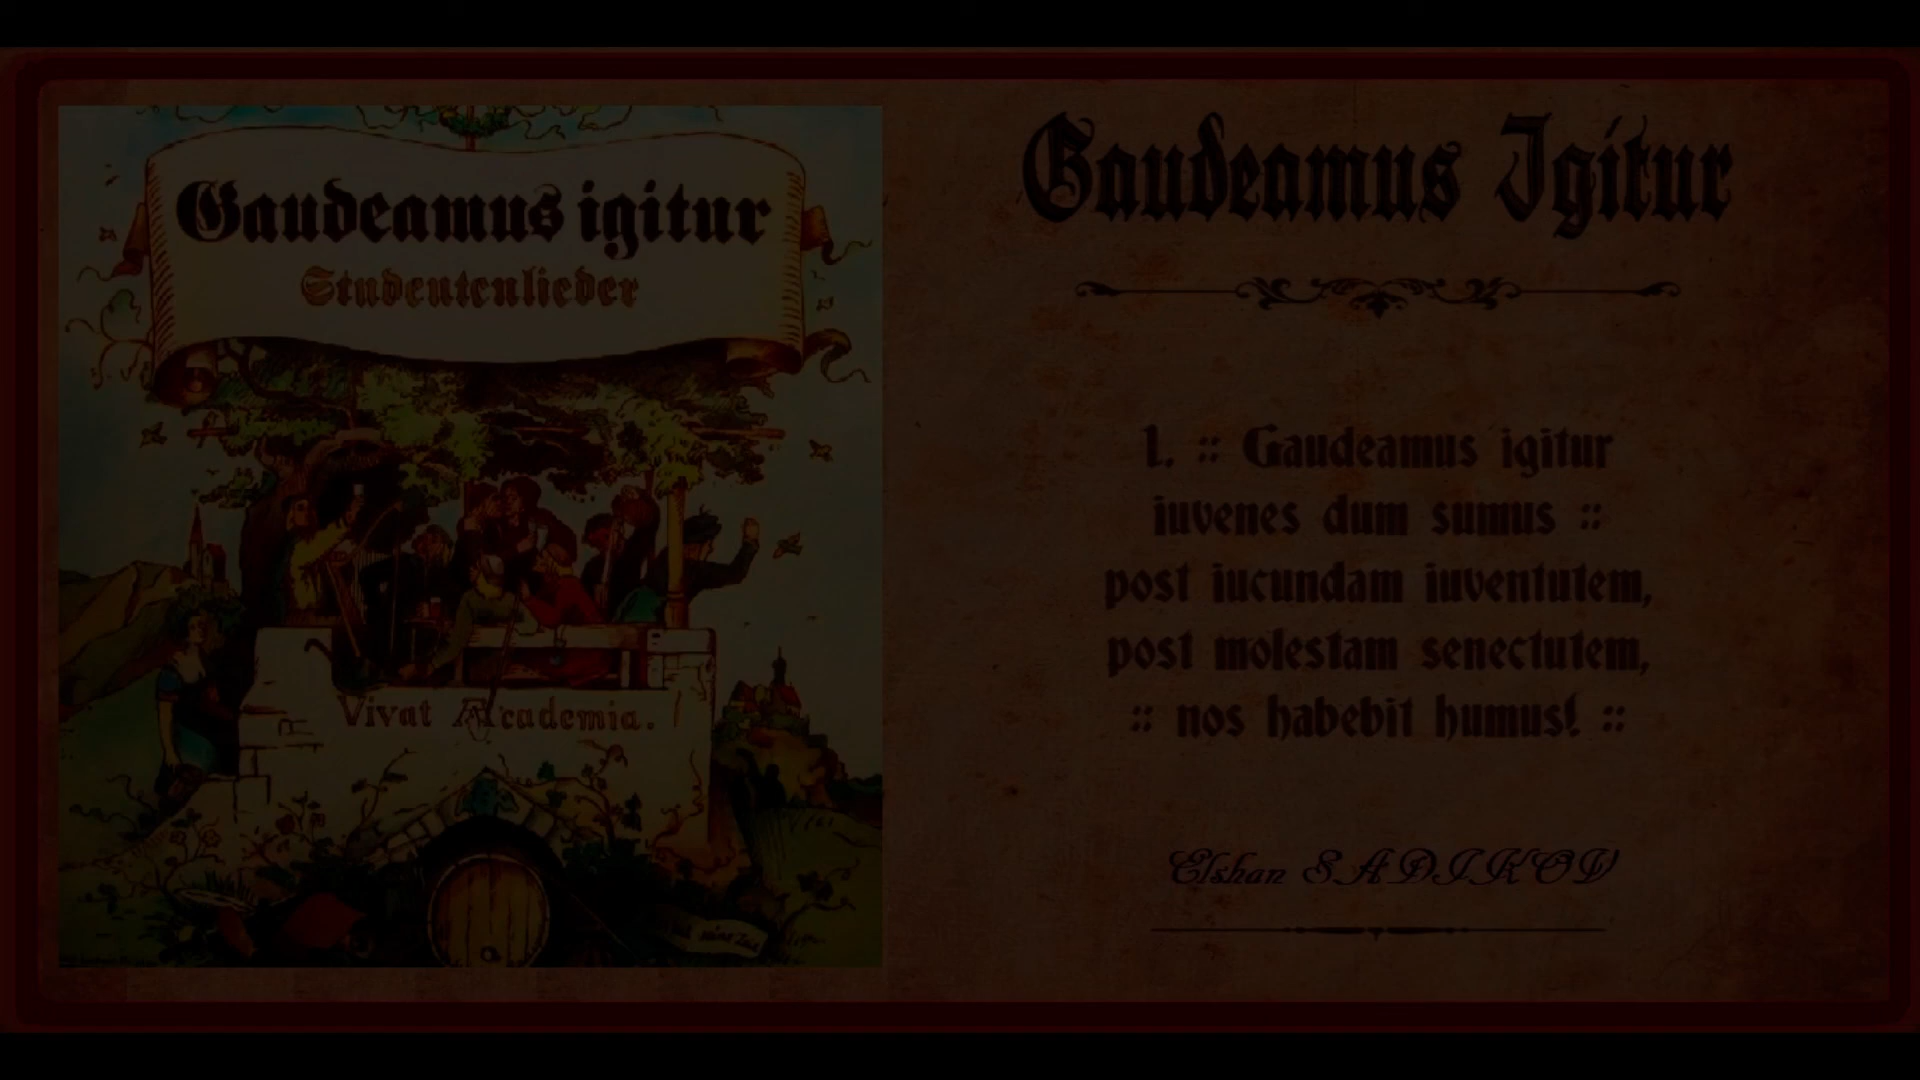 Gaudeamus igitur
Studentenlieder
Vivat Academia.
Gaudeamus Igitur
1. :: Gaudeamus igitur
iuvenes dum sumus ::
post iucundam iuventutem,
post molestam senectutem,
:: nos habebit humus! ::
Elshan SADIKOV